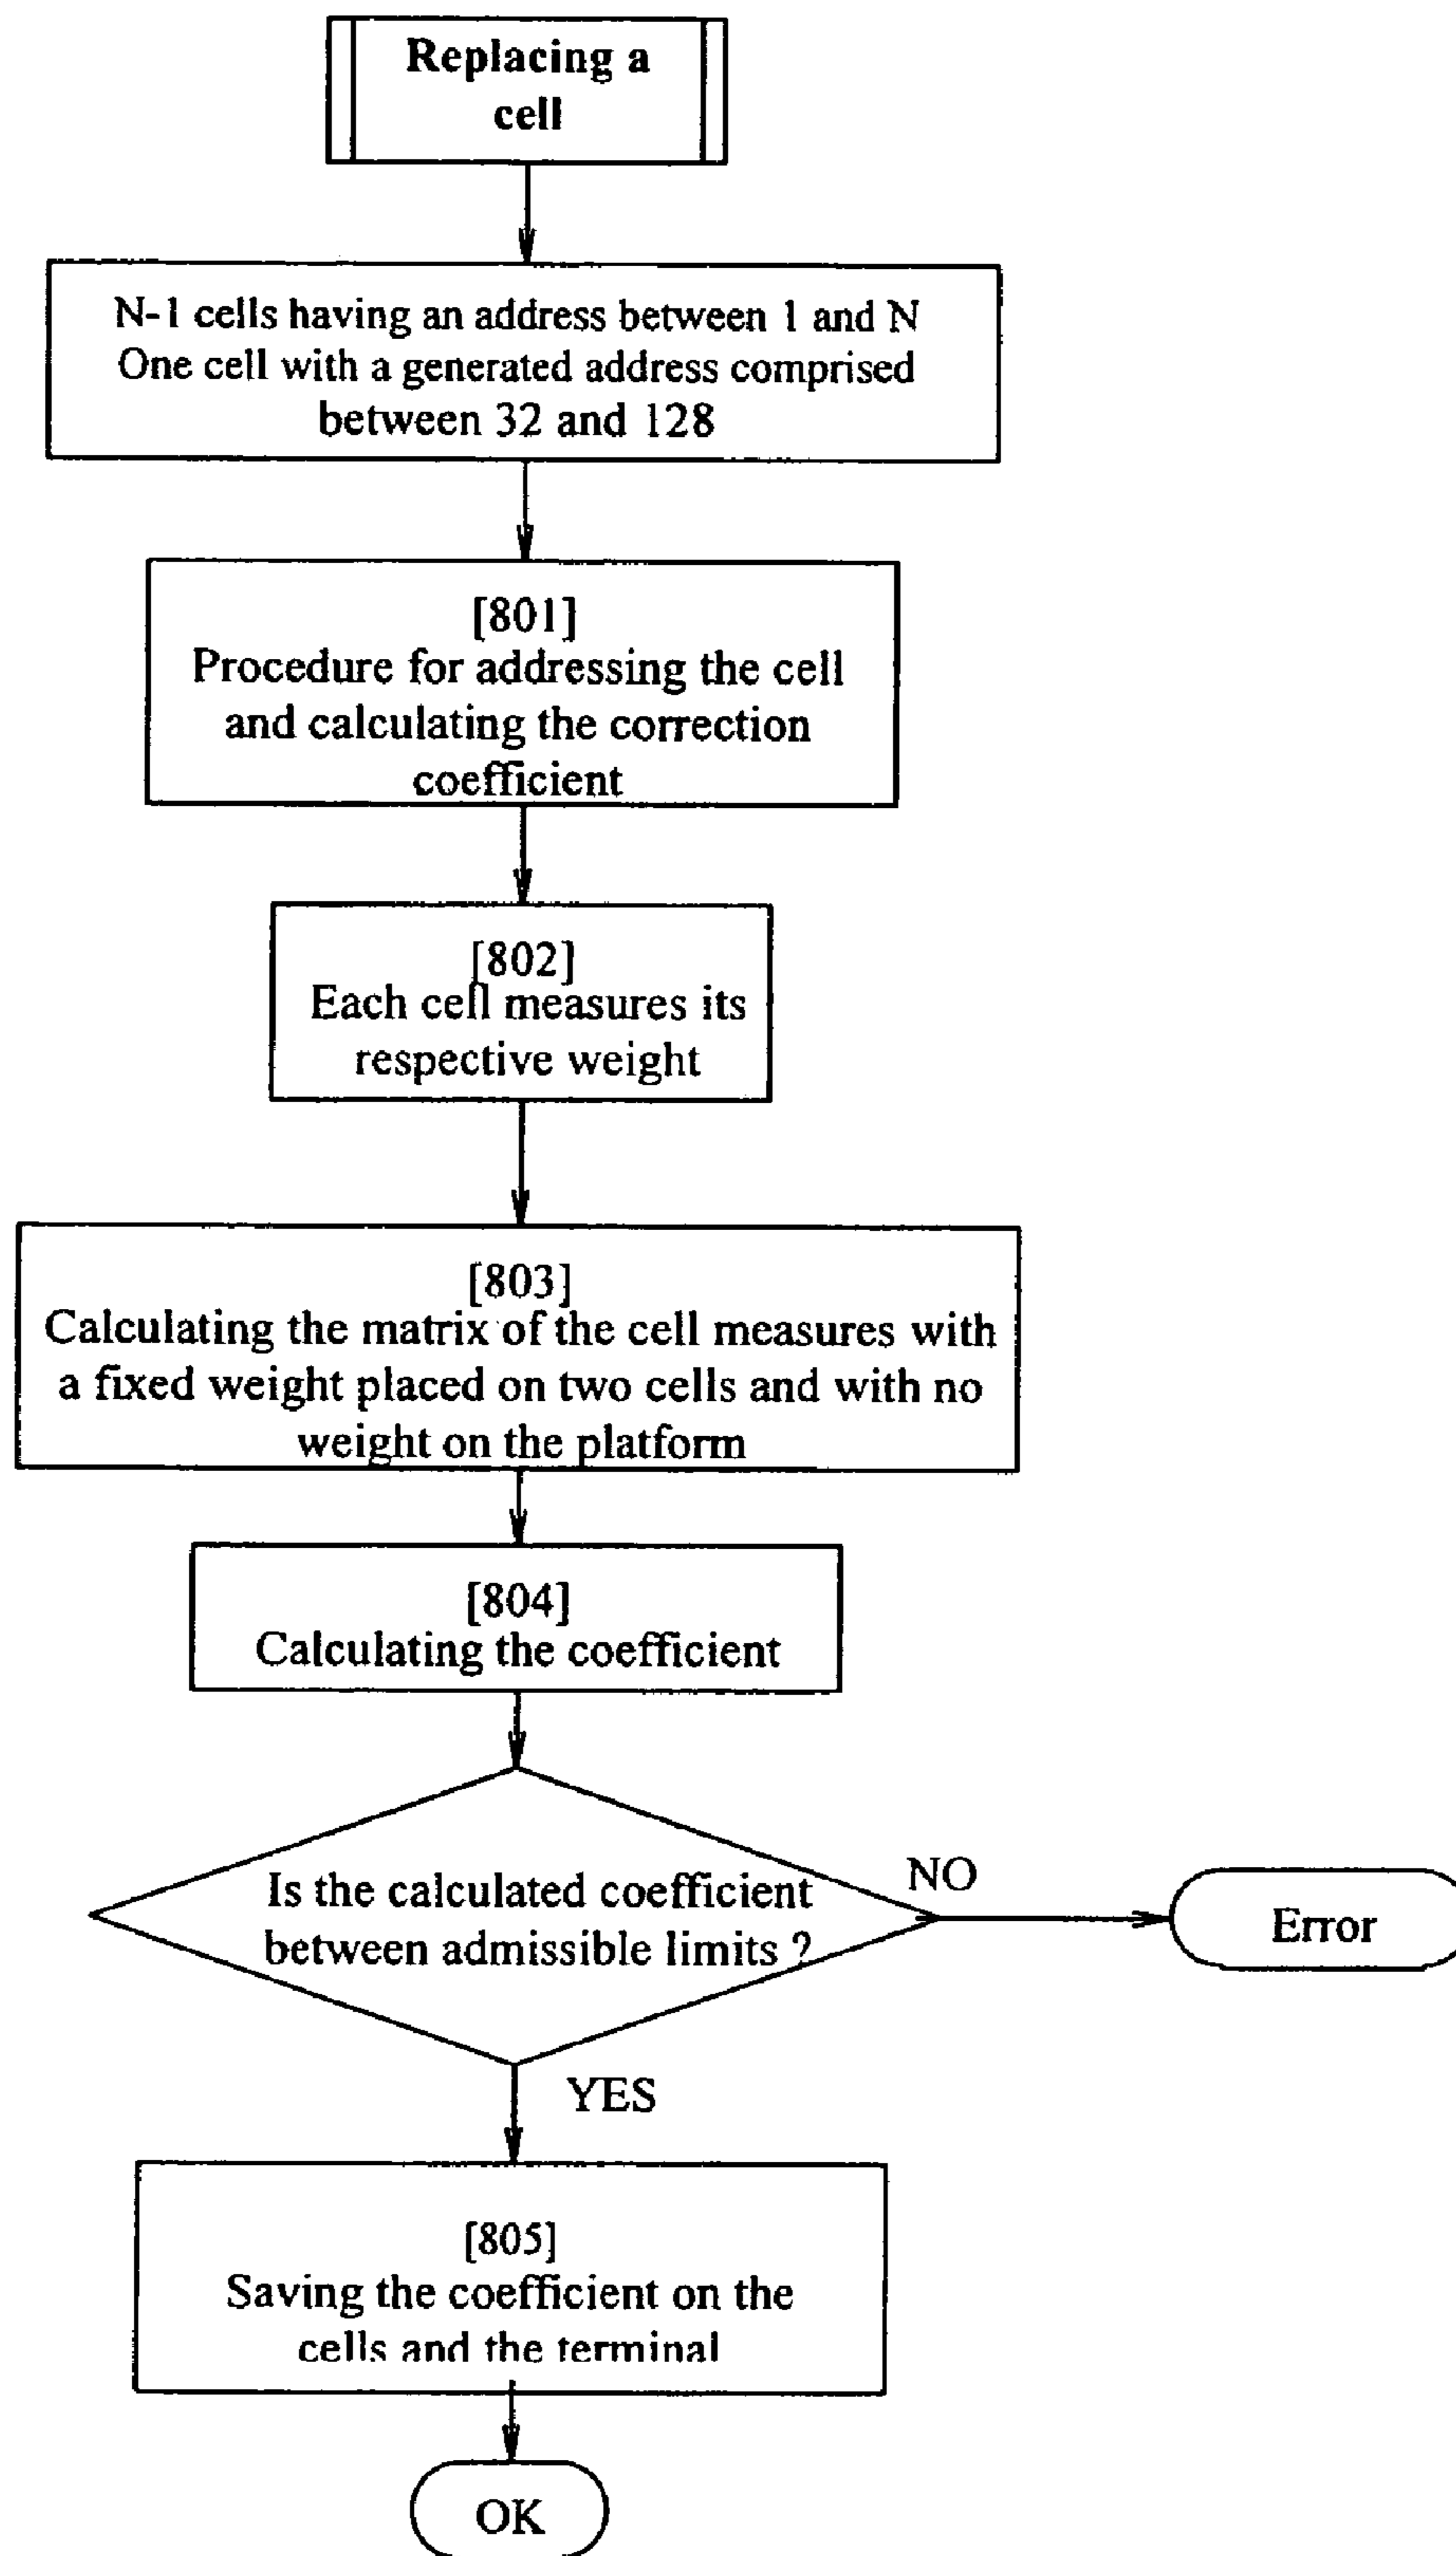 Replacing a
cell
N-1 cells having an address between 1 and N
One cell with a generated address comprised
between 32 and 128
[801]
Procedure for addressing the cell
and calculating the correction
coefficient
[802]
Each cell measures its
respective weight
[803]
Calculating the matrix of the cell measures with
a fixed weight placed on two cells and with no
weight on the platform
[804]
Calculating the coefficient
Is the calculated coefficient
between admissible limits ?
NO
Error
YES
[805]
Saving the coefficient on the
cells and the terminal
OK